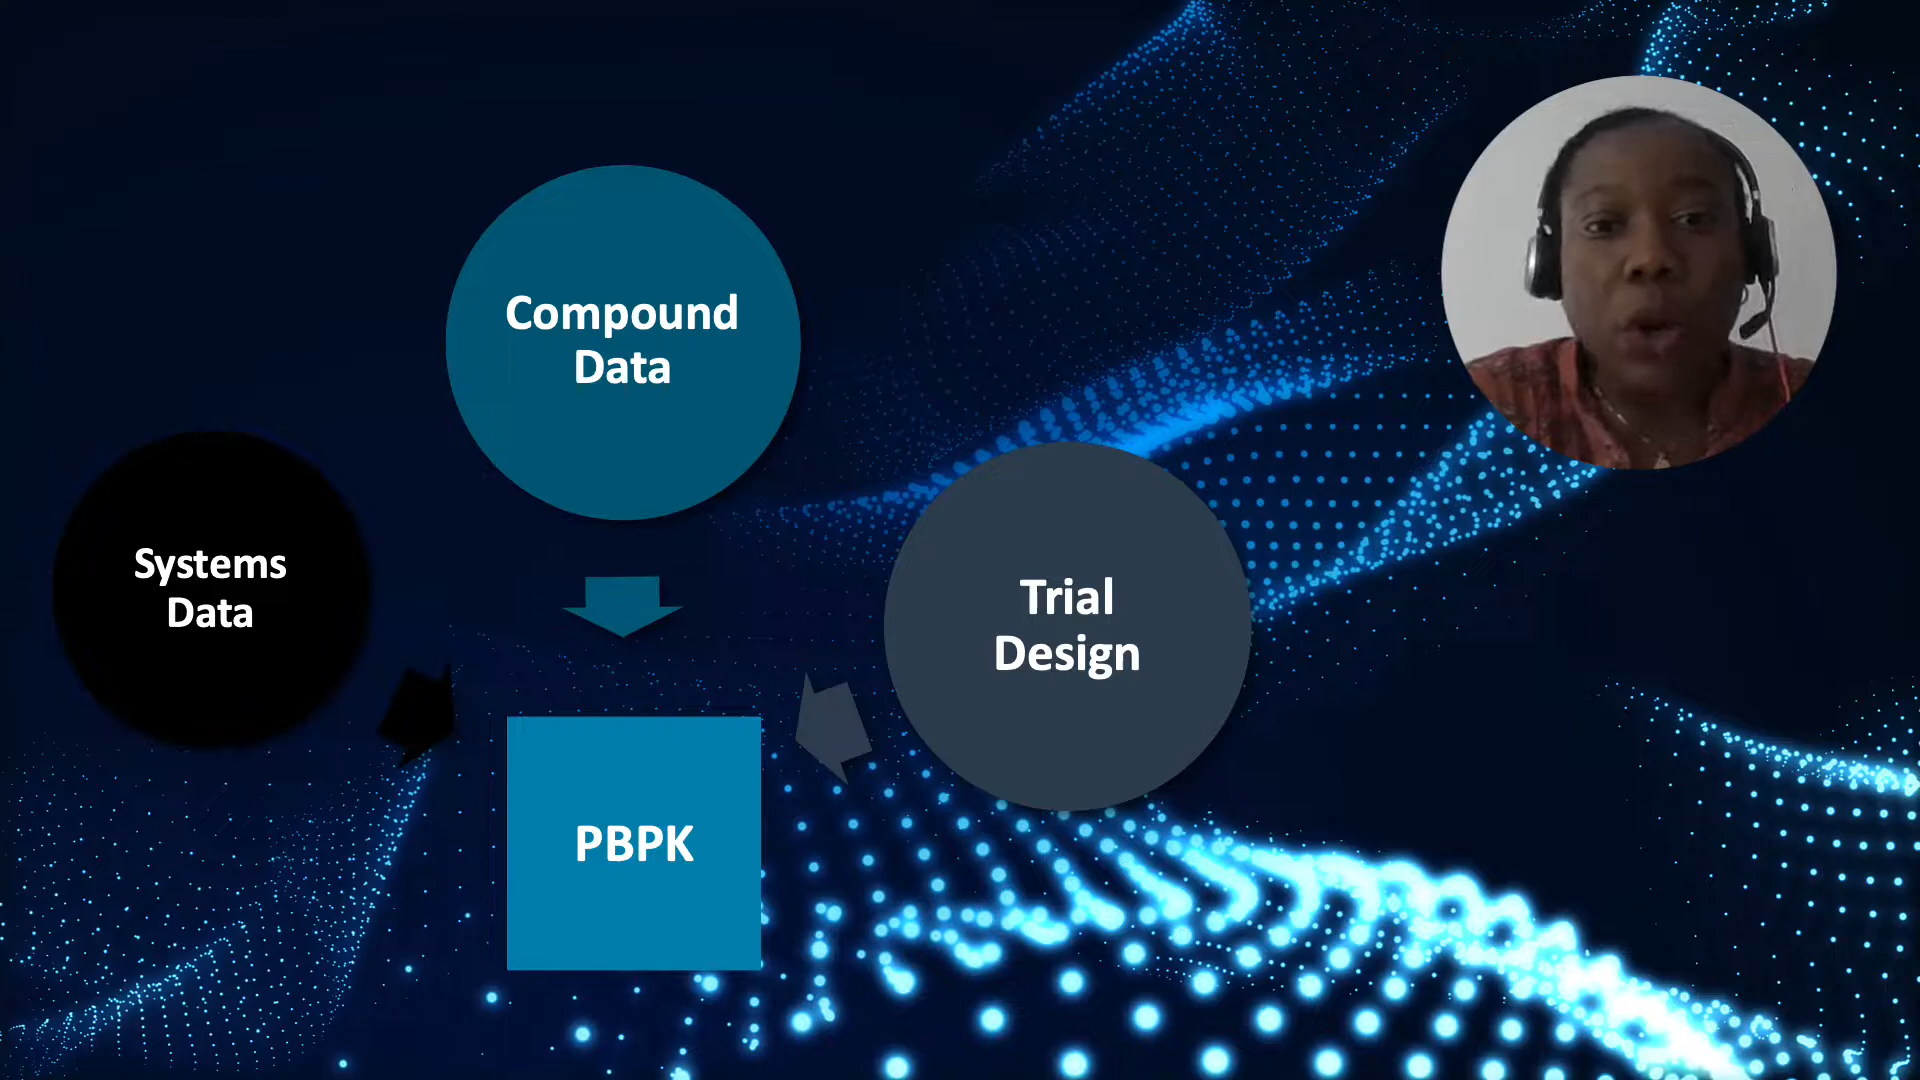 Compound
Data
Systems
Data
Trial
Design
PBPK